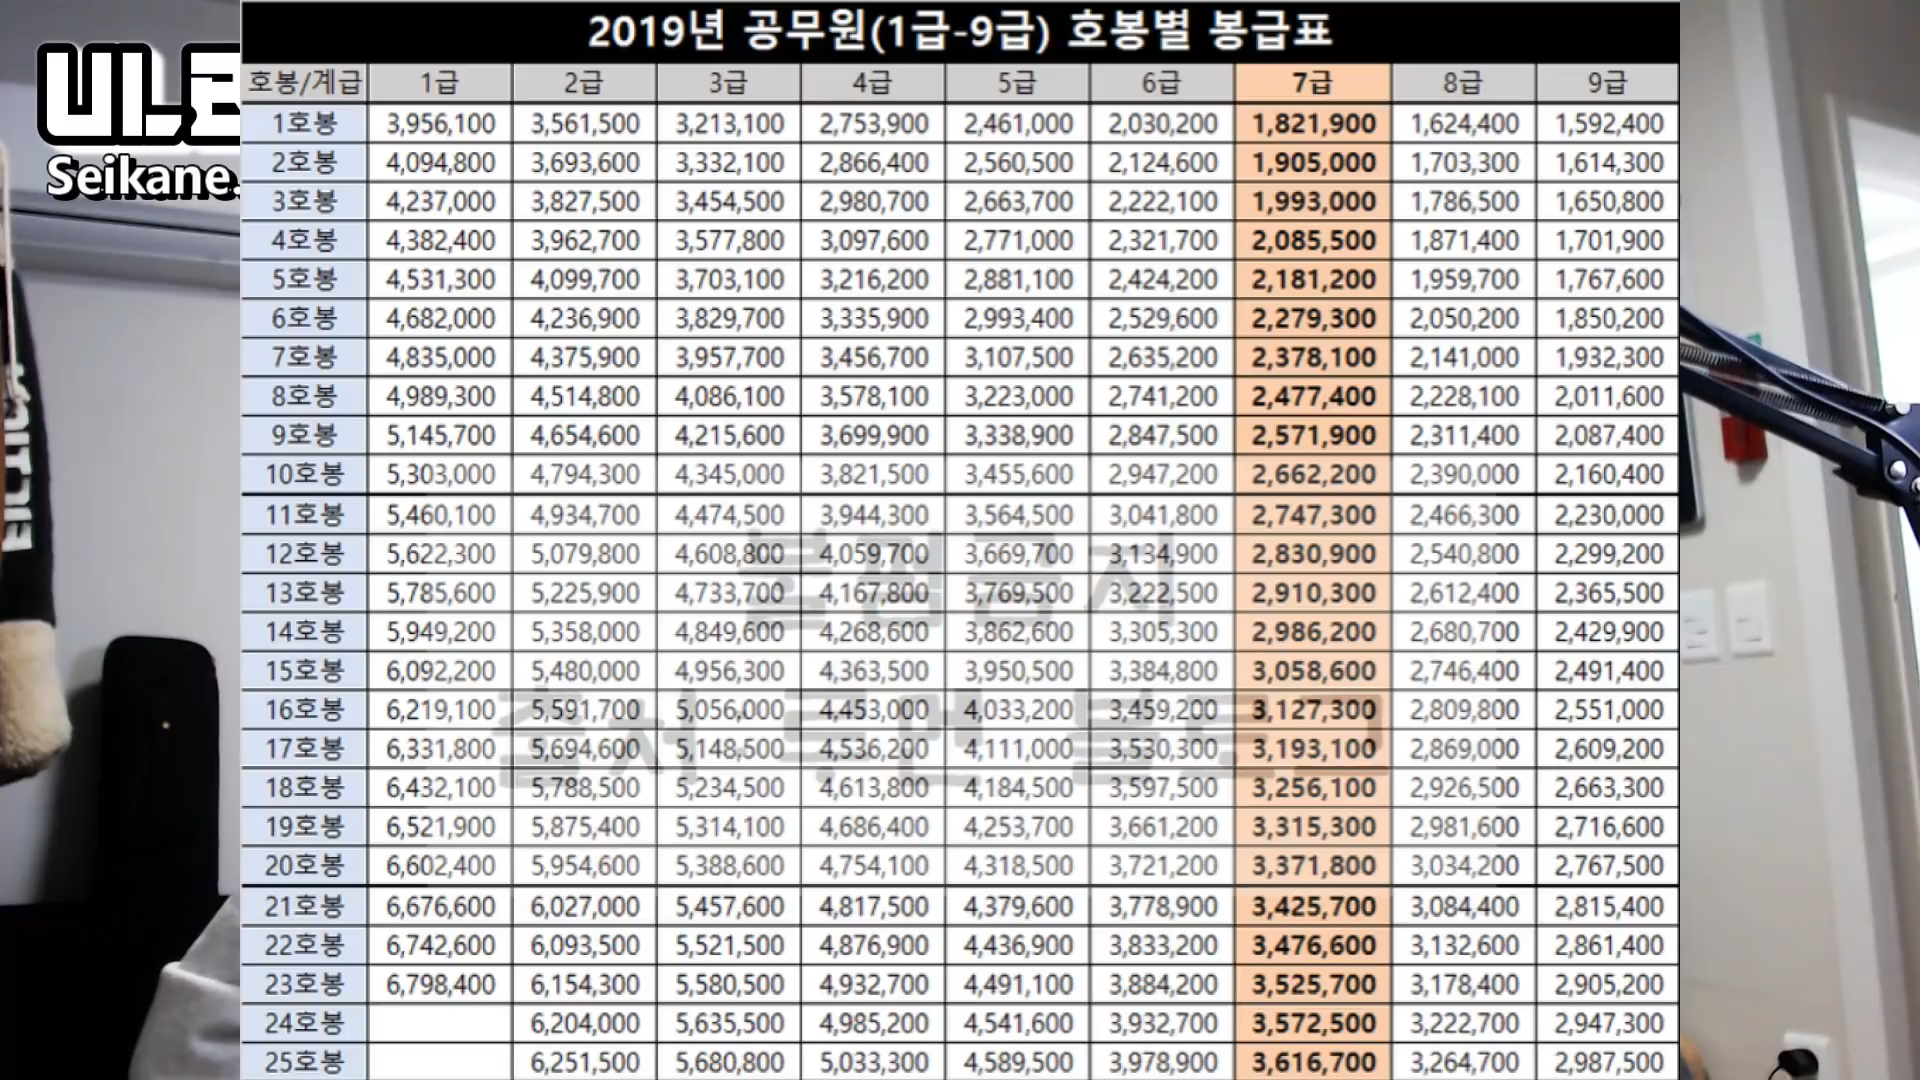 2019년 공무원(1급-9급) 호봉별 봉급표
ULE
Seikane.
호봉/계급 1급 2급 3급 4급 5급 6급 7급 8급 9급
1호봉 3,956,100 3,561,500 3,213,100 2,753,900 2,461,000 2,030,200 1,821,900 1,624,400 1,592,400
2호봉 4,094,800 3,693,600 3,332,100 2,866,400 2,560,500 2,124,600 1,905,000 1,703,300 1,614,300
3호봉 4,237,000 3,827,500 3,454,500 2,980,700 2,663,700 2,222,100 1,993,000 1,786,500 1,650,800
4호봉 4,382,400 3,962,700 3,577,800 3,097,600 2,771,000 2,321,700 2,085,500 1,871,400 1,701,900
5호봉 4,531,300 4,099,700 3,703,100 3,216,200 2,881,100 2,424,200 2,181,200 1,959,700 1,767,600
6호봉 4,682,000 4,236,900 3,829,700 3,335,900 2,993,400 2,529,600 2,279,300 2,050,200 1,850,200
7호봉 4,835,000 4,375,900 3,957,700 3,456,700 3,107,500 2,635,200 2,378,100 2,141,000 1,932,300
8호봉 4,989,300 4,514,800 4,086,100 3,578,100 3,223,000 2,741,200 2,477,400 2,228,100 2,011,600
9호봉 5,145,700 4,654,600 4,215,600 3,699,900 3,338,900 2,847,500 2,571,900 2,311,400 2,087,400
10호봉 5,303,000 4,794,300 4,345,000 3,821,500 3,455,600 2,947,200 2,662,200 2,390,000 2,160,400
11호봉 5,460,100 4,934,700 4,474,500 3,944,300 3,564,500 3,041,800 2,747,300 2,466,300 2,230,000
12호봉 5,622,300 5,079,800 4,608,800 4,059,700 3,669,700 3,134,900 2,830,900 2,540,800 2,299,200
불펌금지
13호봉 5,785,600 5,225,900 4,733,700 4,167,800 3,769,500 3,222,500 2,910,300 2,612,400 2,365,500
14호봉 5,949,200 5,358,000 4,849,600 4,268,600 3,862,600 3,305,300 2,986,200 2,680,700 2,429,900
15호봉 6,092,200 5,480,000 4,956,300 4,363,500 3,950,500 3,384,800 3,058,600 2,746,400 2,491,400
16호봉 6,219,100 5,591,700 5,056,000 4,453,000 4,033,200 3,459,200 3,127,300 2,809,800 2,551,000
출처 루먼 블로그
17호봉 6,331,800 5,694,600 5,148,500 4,536,200 4,111,000 3,530,300 3,193,100 2,869,000 2,609,200
18호봉 6,432,100 5,788,500 5,234,500 4,613,800 4,184,500 3,597,500 3,256,100 2,926,500 2,663,300
19호봉 6,521,900 5,875,400 5,314,100 4,686,400 4,253,700 3,661,200 3,315,300 2,981,600 2,716,600
20호봉 6,602,400 5,954,600 5,388,600 4,754,100 4,318,500 3,721,200 3,371,800 3,034,200 2,767,500
21호봉 6,676,600 6,027,000 5,457,600 4,817,500 4,379,600 3,778,900 3,425,700 3,084,400 2,815,400
22호봉 6,742,600 6,093,500 5,521,500 4,876,900 4,436,900 3,833,200 3,476,600 3,132,600 2,861,400
23호봉 6,798,400 6,154,300 5,580,500 4,932,700 4,491,100 3,884,200 3,525,700 3,178,400 2,905,200
24호봉 6,204,000 5,635,500 4,985,200 4,541,600 3,932,700 3,572,500 3,222,700 2,947,300
25호봉 6,251,500 5,680,800 5,033,300 4,589,500 3,978,900 3,616,700 3,264,700 2,987,500